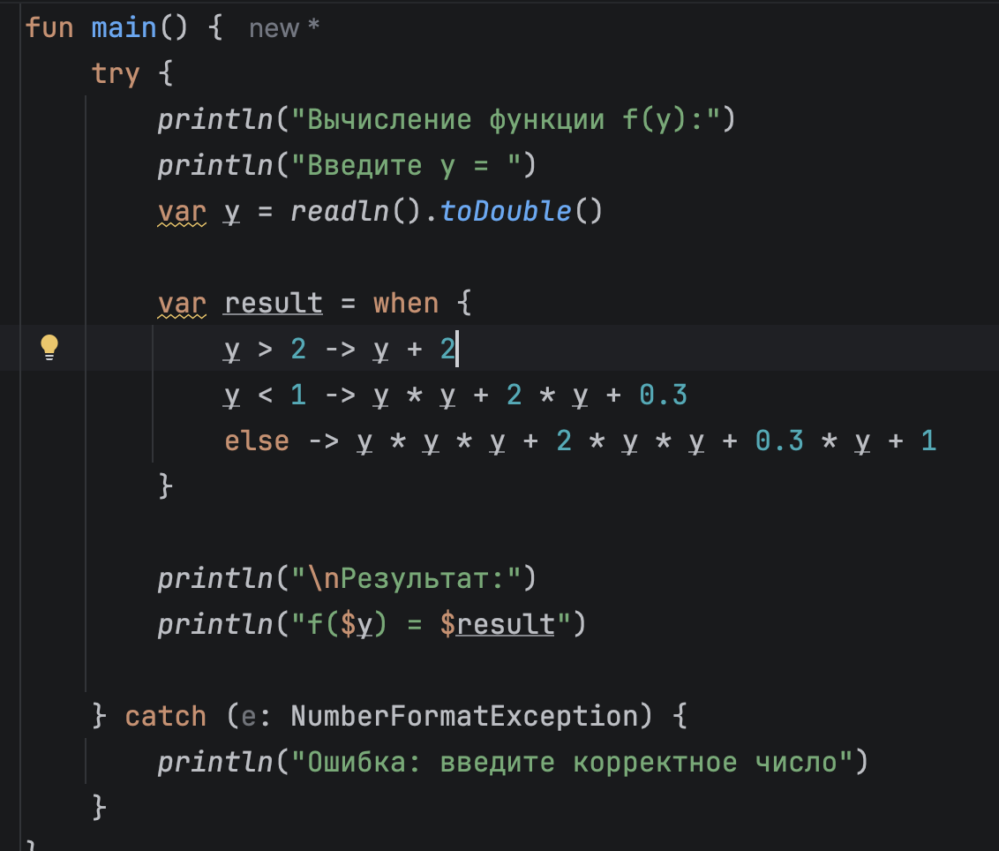 fun main() { new *
    try {
        println("Вычисление функции f(y):")
        println("Введите y = ")
        var y = readln().toDouble()

        var result = when {
            y > 2 -> y + 2
            y < 1 -> y * y + 2 * y + 0.3
            else -> y * y * y + 2 * y * y + 0.3 * y + 1
        }

        println("\nРезультат:")
        println("f($y) = $result")

    } catch (e: NumberFormatException) {
        println("Ошибка: введите корректное число")
    }
}